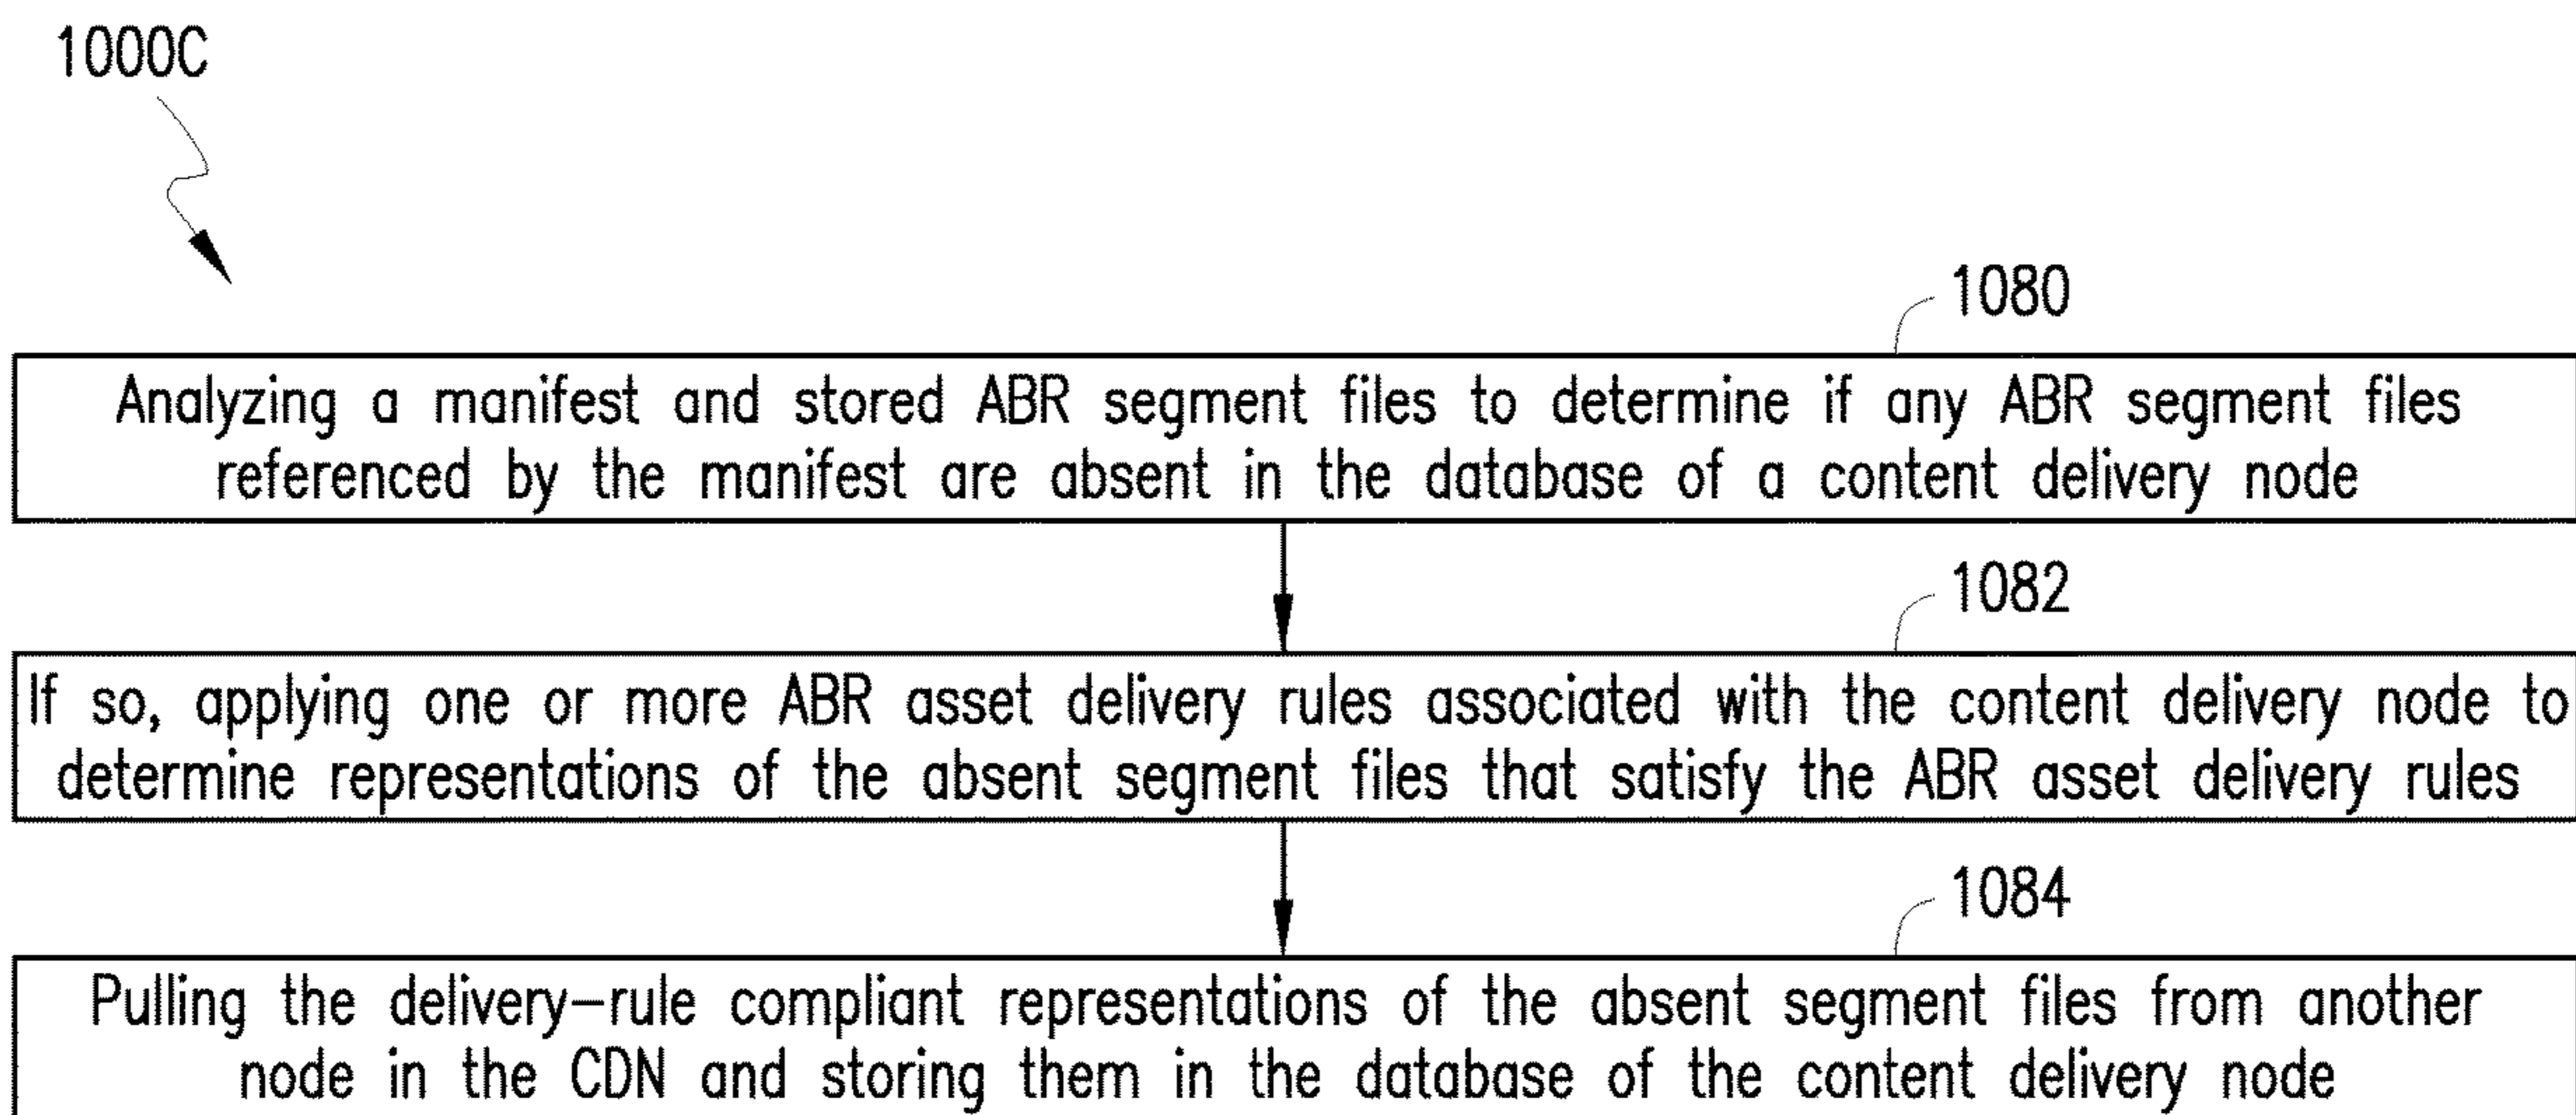 1000C
1080
Analyzing a manifest and stored ABR segment files to determine if any ABR segment files
referenced by the manifest are absent in the database of a content delivery node
1082
If so, applying one or more ABR asset delivery rules associated with the content delivery node to
determine representations of the absent segment files that satisfy the ABR asset delivery rules
1084
Pulling the delivery-rule compliant representations of the absent segment files from another
node in the CDN and storing them in the database of the content delivery node